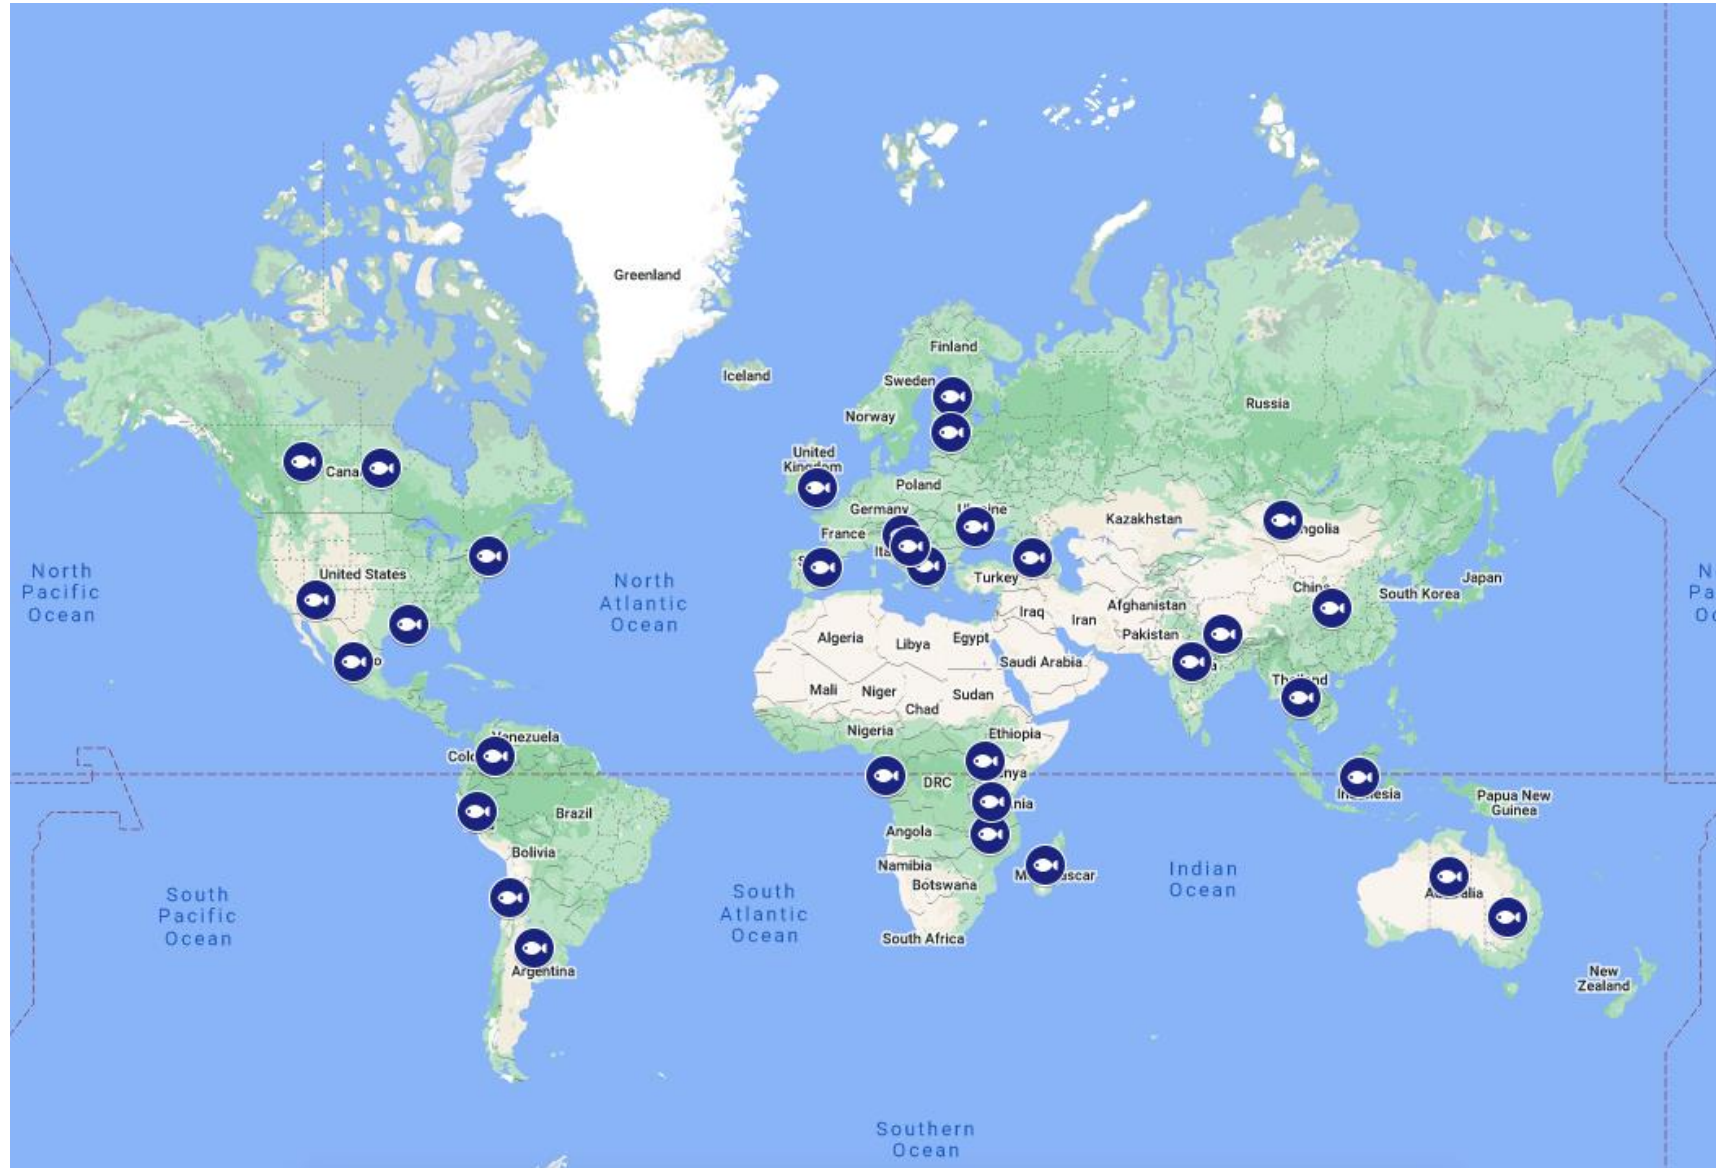 Greenland
Iceland
Finland
Sweden
Norway
Russia
United
Poland
Germany
France
Kazakhstan
United States
Turkey
Afghanistan
Iraq
Iran
Pakistan
South Korea
Japan
Algeria
Libya
Egypt
Saudi Arabia
Mali
Niger
Sudan
Chad
Nigeria
Ethiopia
DRC
Angola
Namibia
Botswana
South Africa
Brazil
Bolivia
Argentina
Papua New
Guinea
New
Zealand
North
Pacific
Ocean
North
Atlantic
Ocean
South
Pacific
Ocean
South
Atlantic
Ocean
Indian
Ocean
Southern
Ocean